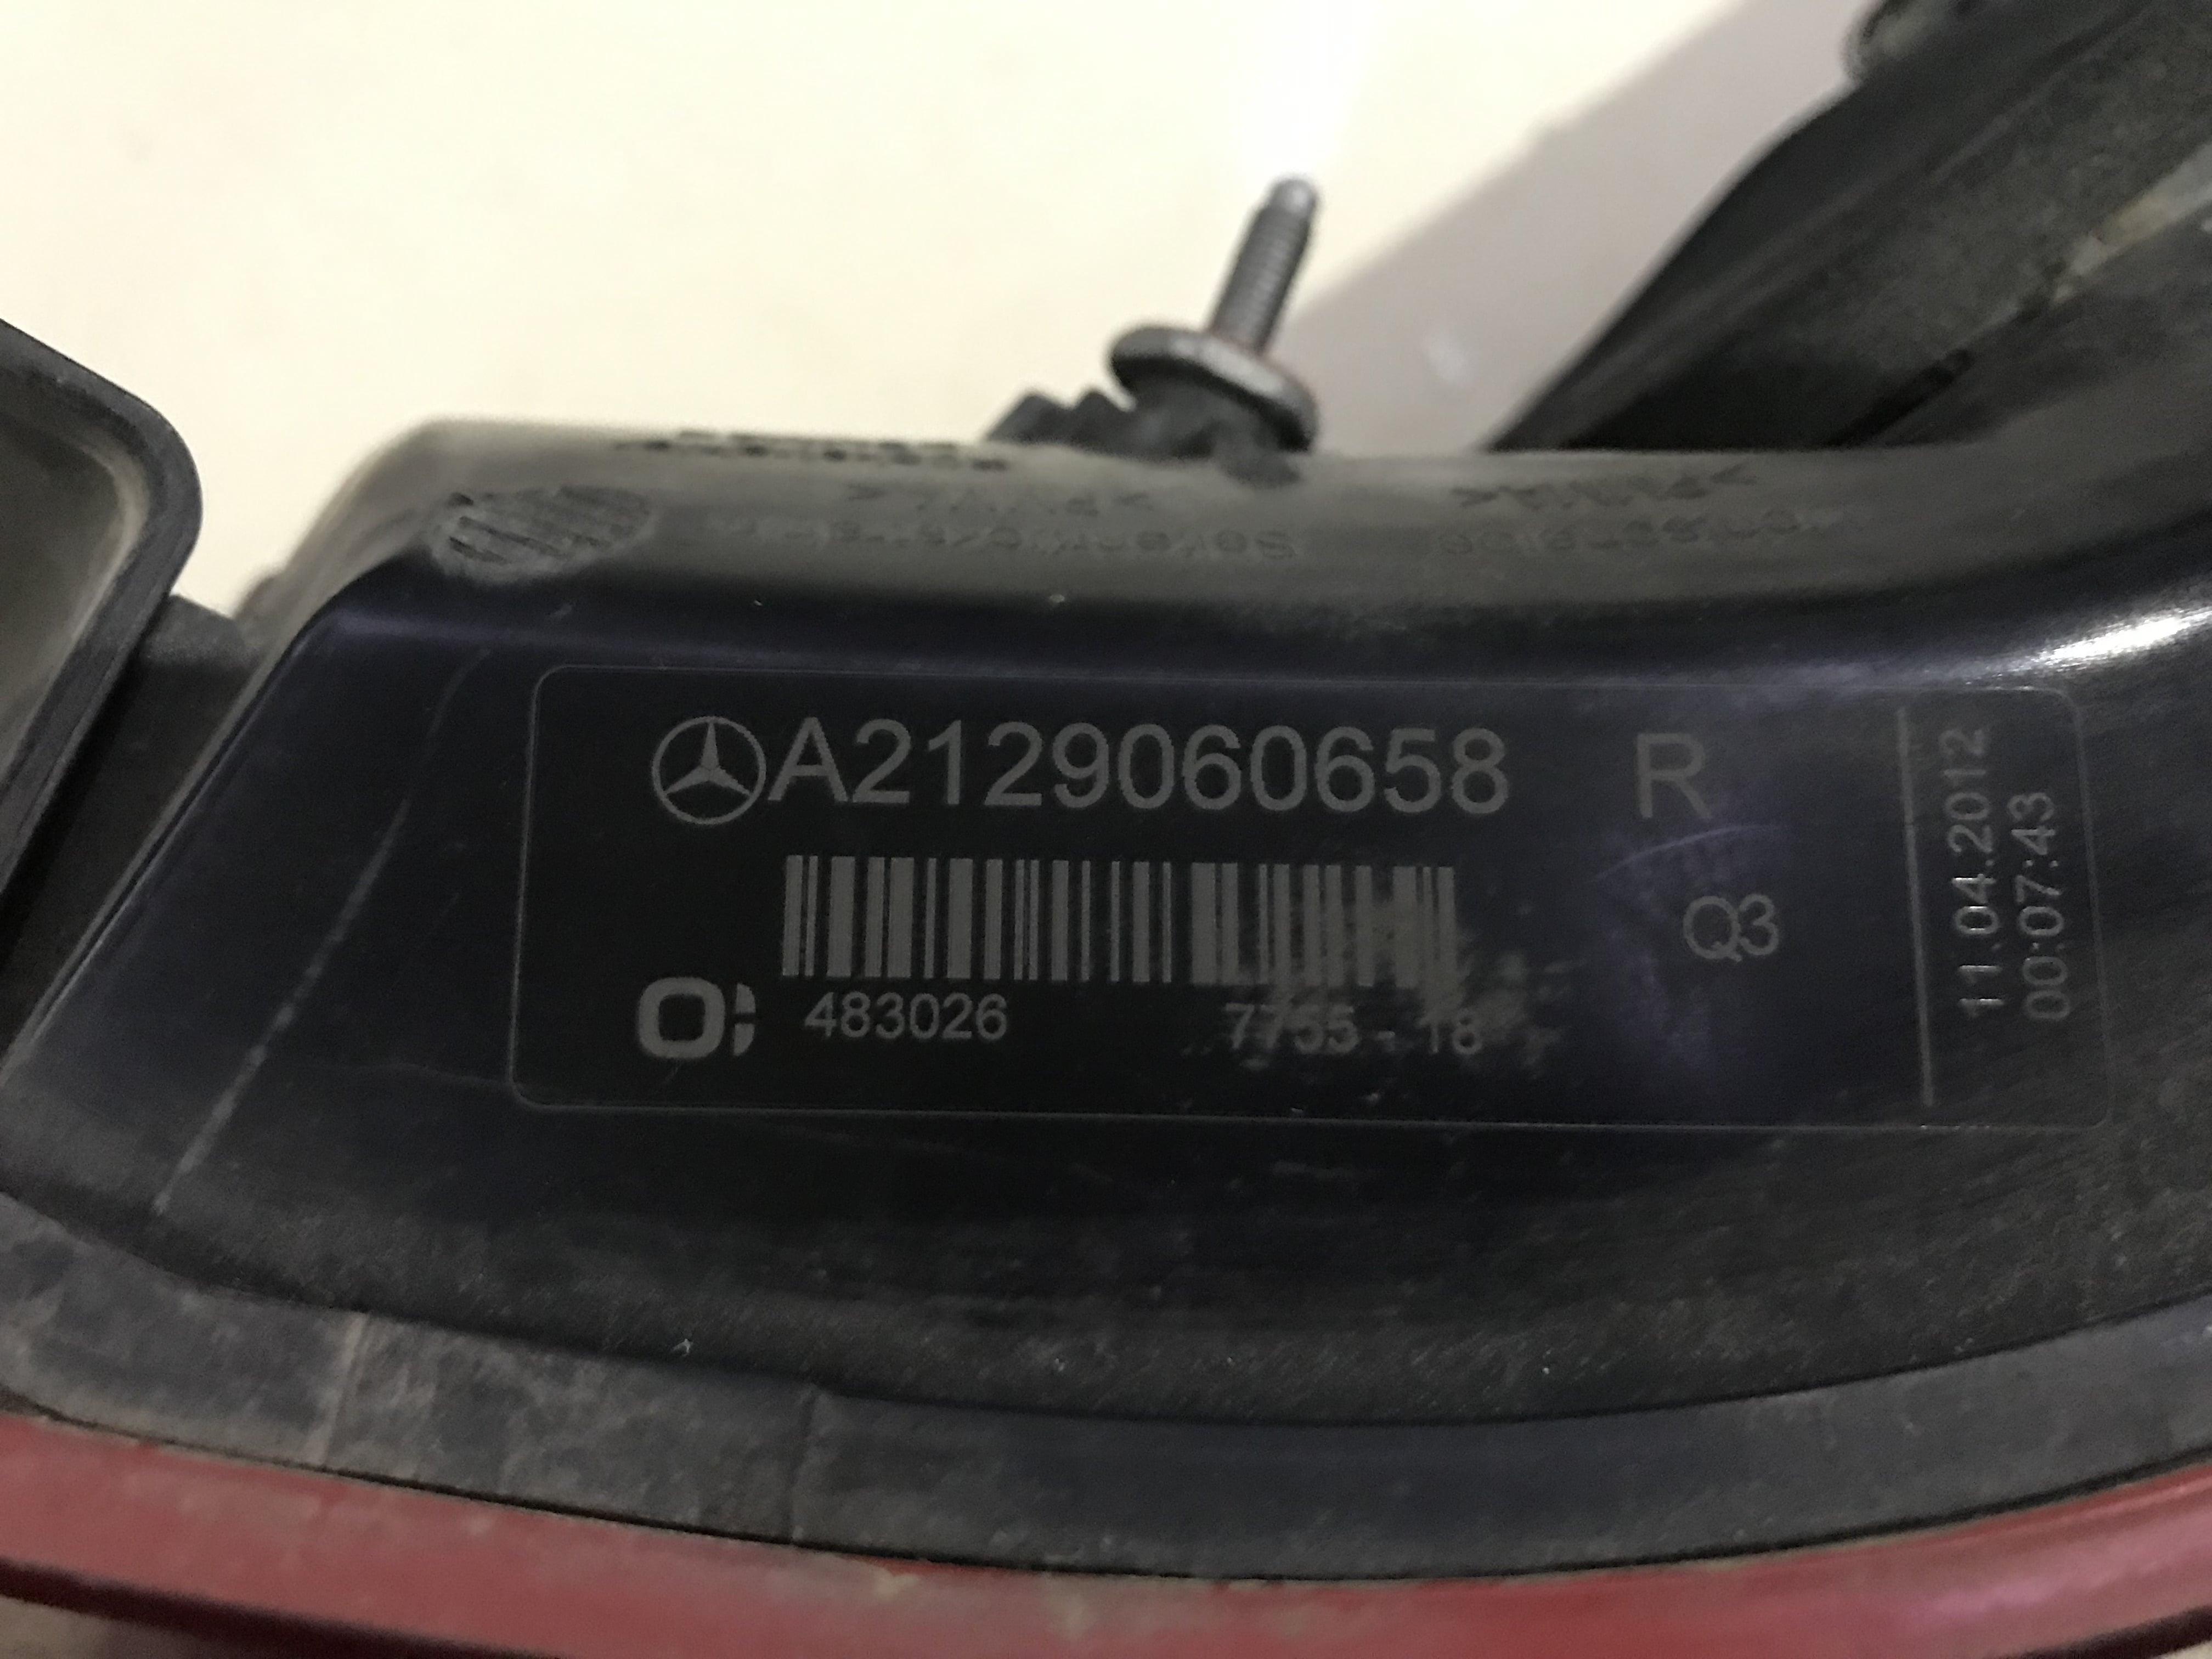 A2129060658 R
Q3
483026 7755 - 18
11.04.2012
00:07:43